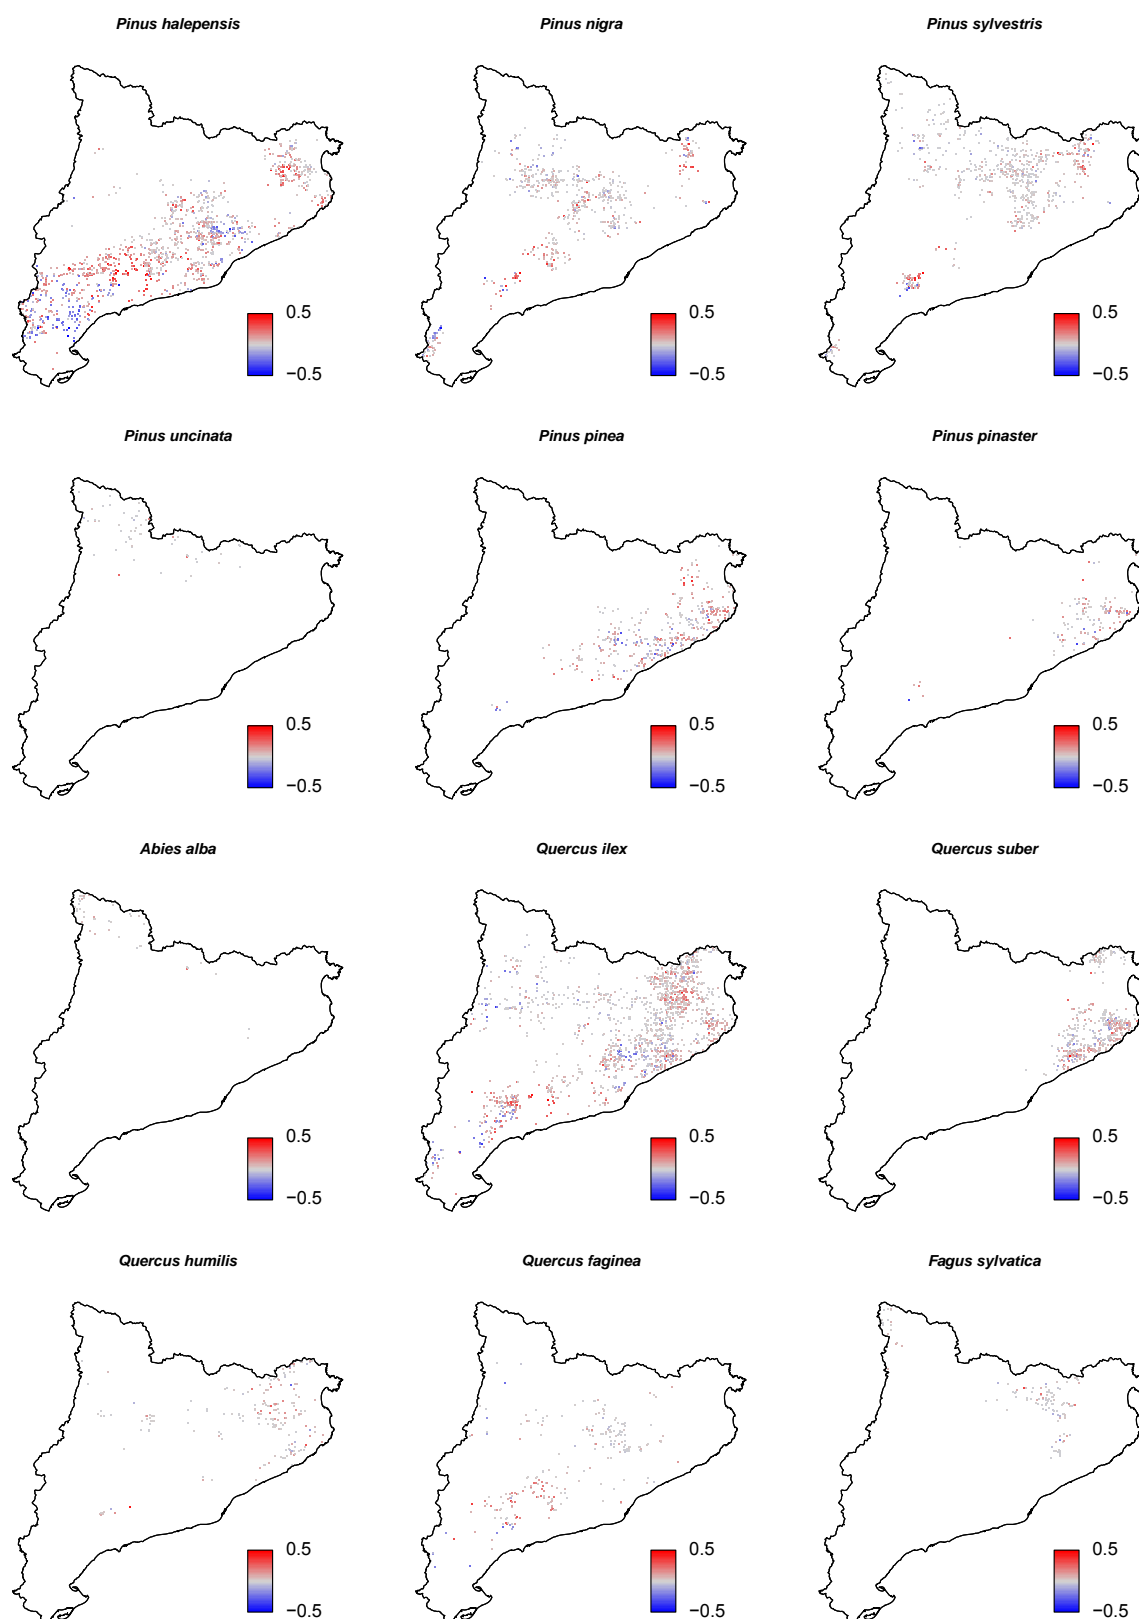 Pinus halepensis
Pinus nigra
Pinus sylvestris
0.5
−0.5
0.5
−0.5
0.5
−0.5
Pinus uncinata
Pinus pinea
Pinus pinaster
0.5
−0.5
0.5
−0.5
0.5
−0.5
Abies alba
Quercus ilex
Quercus suber
0.5
−0.5
0.5
−0.5
0.5
−0.5
Quercus humilis
Quercus faginea
Fagus sylvatica
0.5
−0.5
0.5
−0.5
0.5
−0.5